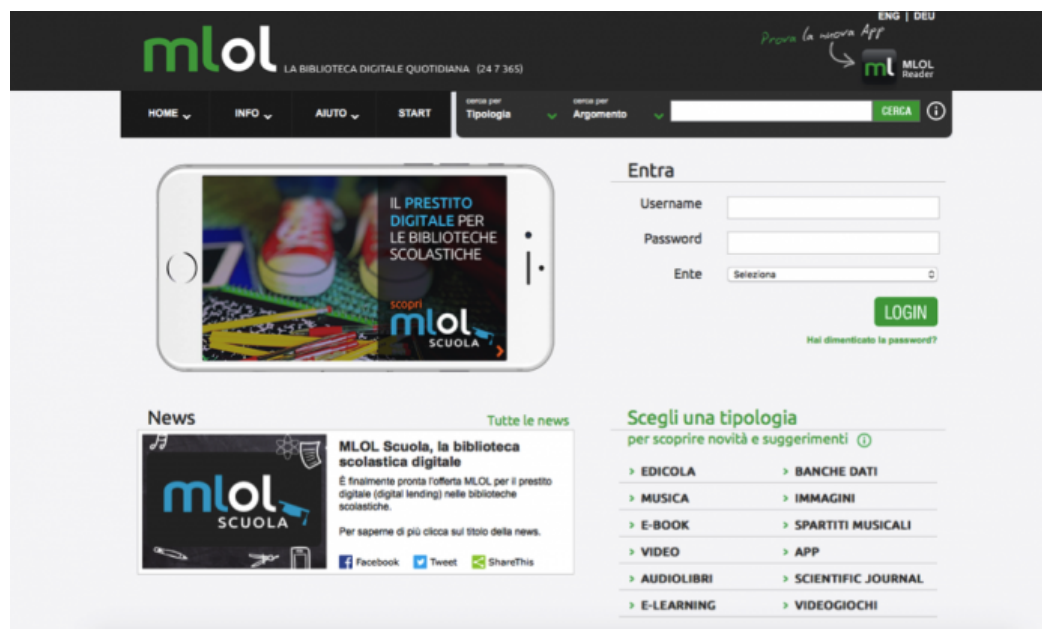 ENG | DEU
Prova la nuova App
mlol
LA BIBLIOTECA DIGITALE QUOTIDIANA (24 7 365)
ml MLOL
Reader
HOME
INFO
AIUTO
START
cerca per
Tipologia
cerca per
Argomento
CERCA
IL PRESTITO
DIGITALE PER
LE BIBLIOTECHE
SCOLASTICHE
scopri
mlol
SCUOLA
Entra
Username
Password
Ente
Seleziona
LOGIN
Hai dimenticato la password?
News
Tutte le news
mlol
SCUOLA
MLOL Scuola, la biblioteca
scolastica digitale
È finalmente pronta l'offerta MLOL per il prestito
digitale (digital lending) nelle biblioteche
scolastiche.
Per saperne di più clicca sul titolo della news.
Facebook
Tweet
ShareThis
Scegli una tipologia
per scoprire novità e suggerimenti
EDICOLA
BANCHE DATI
MUSICA
IMMAGINI
E-BOOK
SPARTITI MUSICALI
VIDEO
APP
AUDIOLIBRI
SCIENTIFIC JOURNAL
E-LEARNING
VIDEOGIOCHI